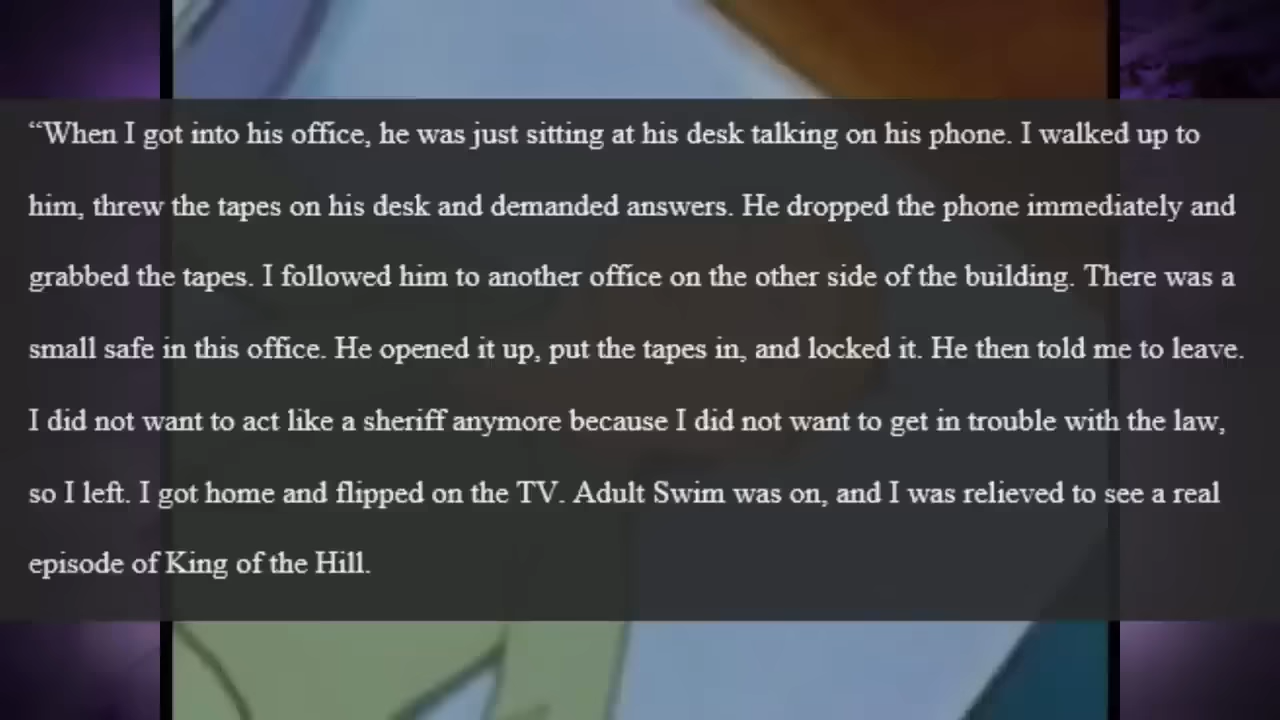 “When I got into his office, he was just sitting at his desk talking on his phone. I walked up to
him, threw the tapes on his desk and demanded answers. He dropped the phone immediately and
grabbed the tapes. I followed him to another office on the other side of the building. There was a
small safe in this office. He opened it up, put the tapes in, and locked it. He then told me to leave.
I did not want to act like a sheriff anymore because I did not want to get in trouble with the law,
so I left. I got home and flipped on the TV. Adult Swim was on, and I was relieved to see a real
episode of King of the Hill.